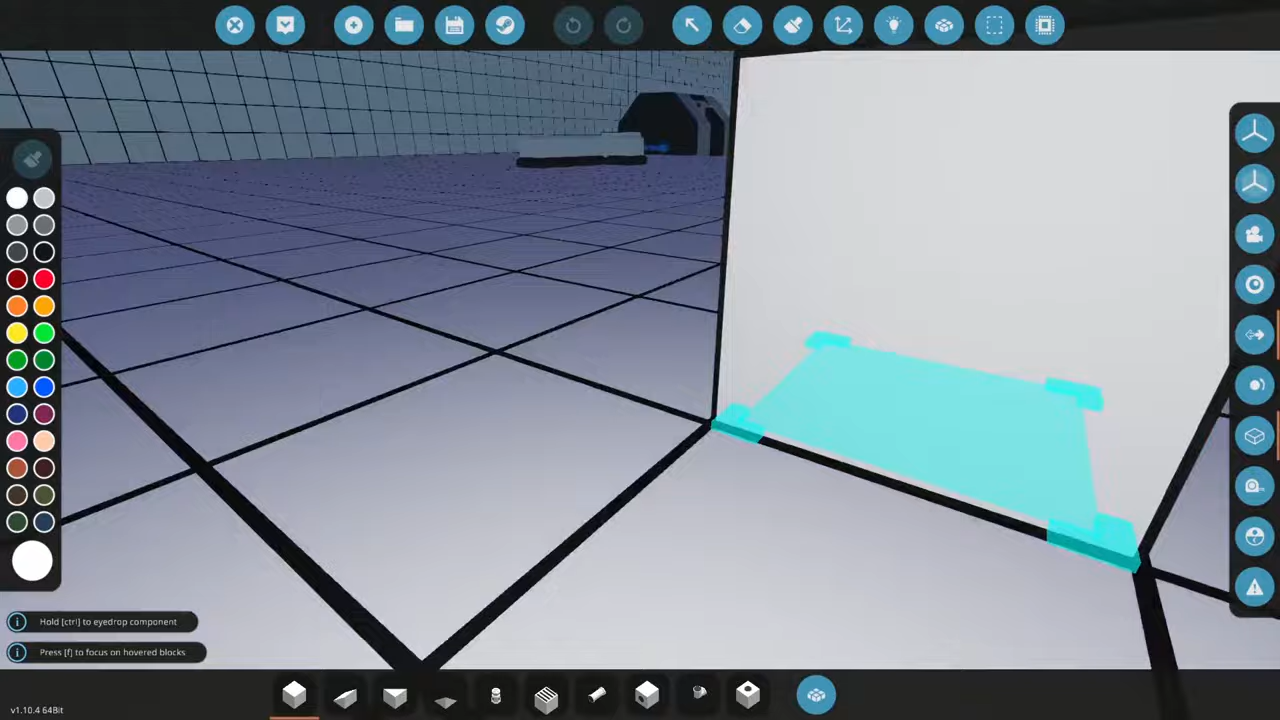 Hold [ctrl] to eyedrop component
Press [f] to focus on hovered blocks
v1.10.4 64Bit